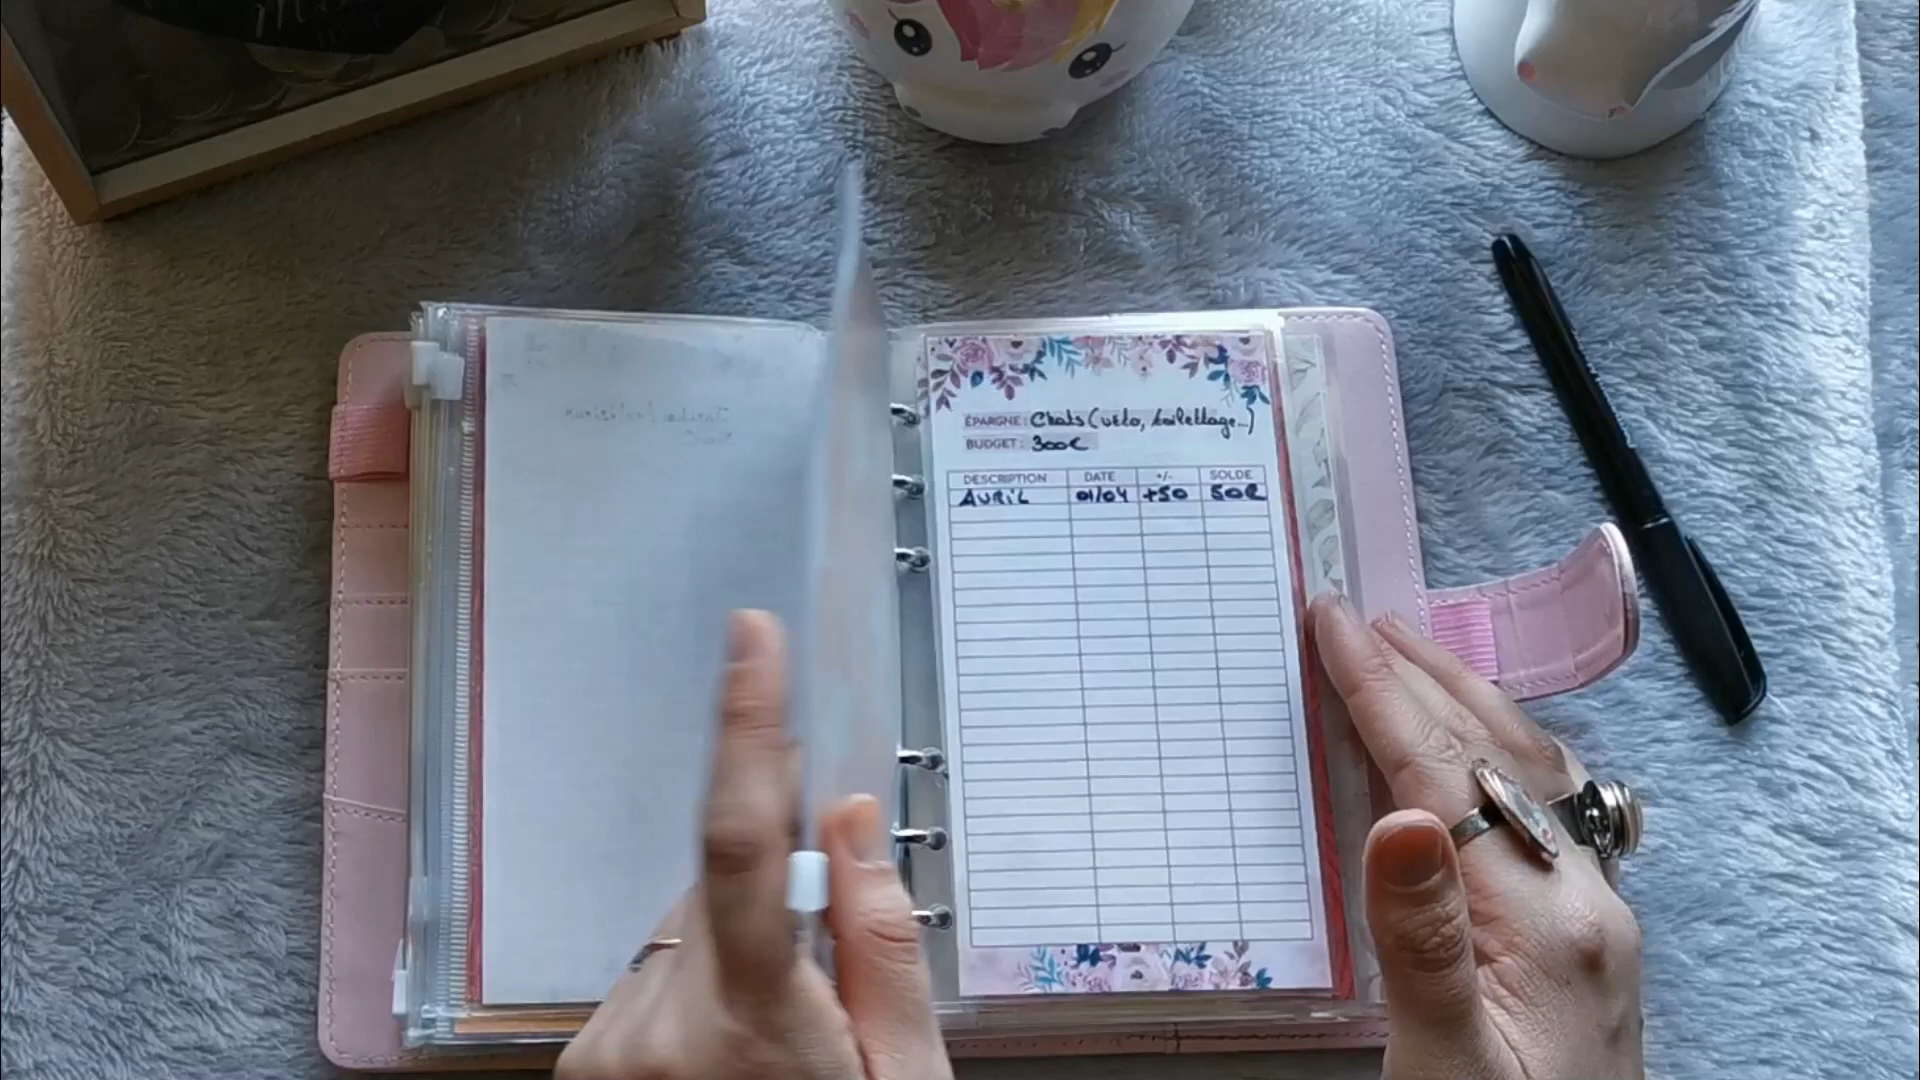 ÉPARGNE: Chats (véto, toilettage...)
BUDGET: 300€
DESCRIPTION DATE +/- SOLDE
AVRIL 01/04 +50 50€